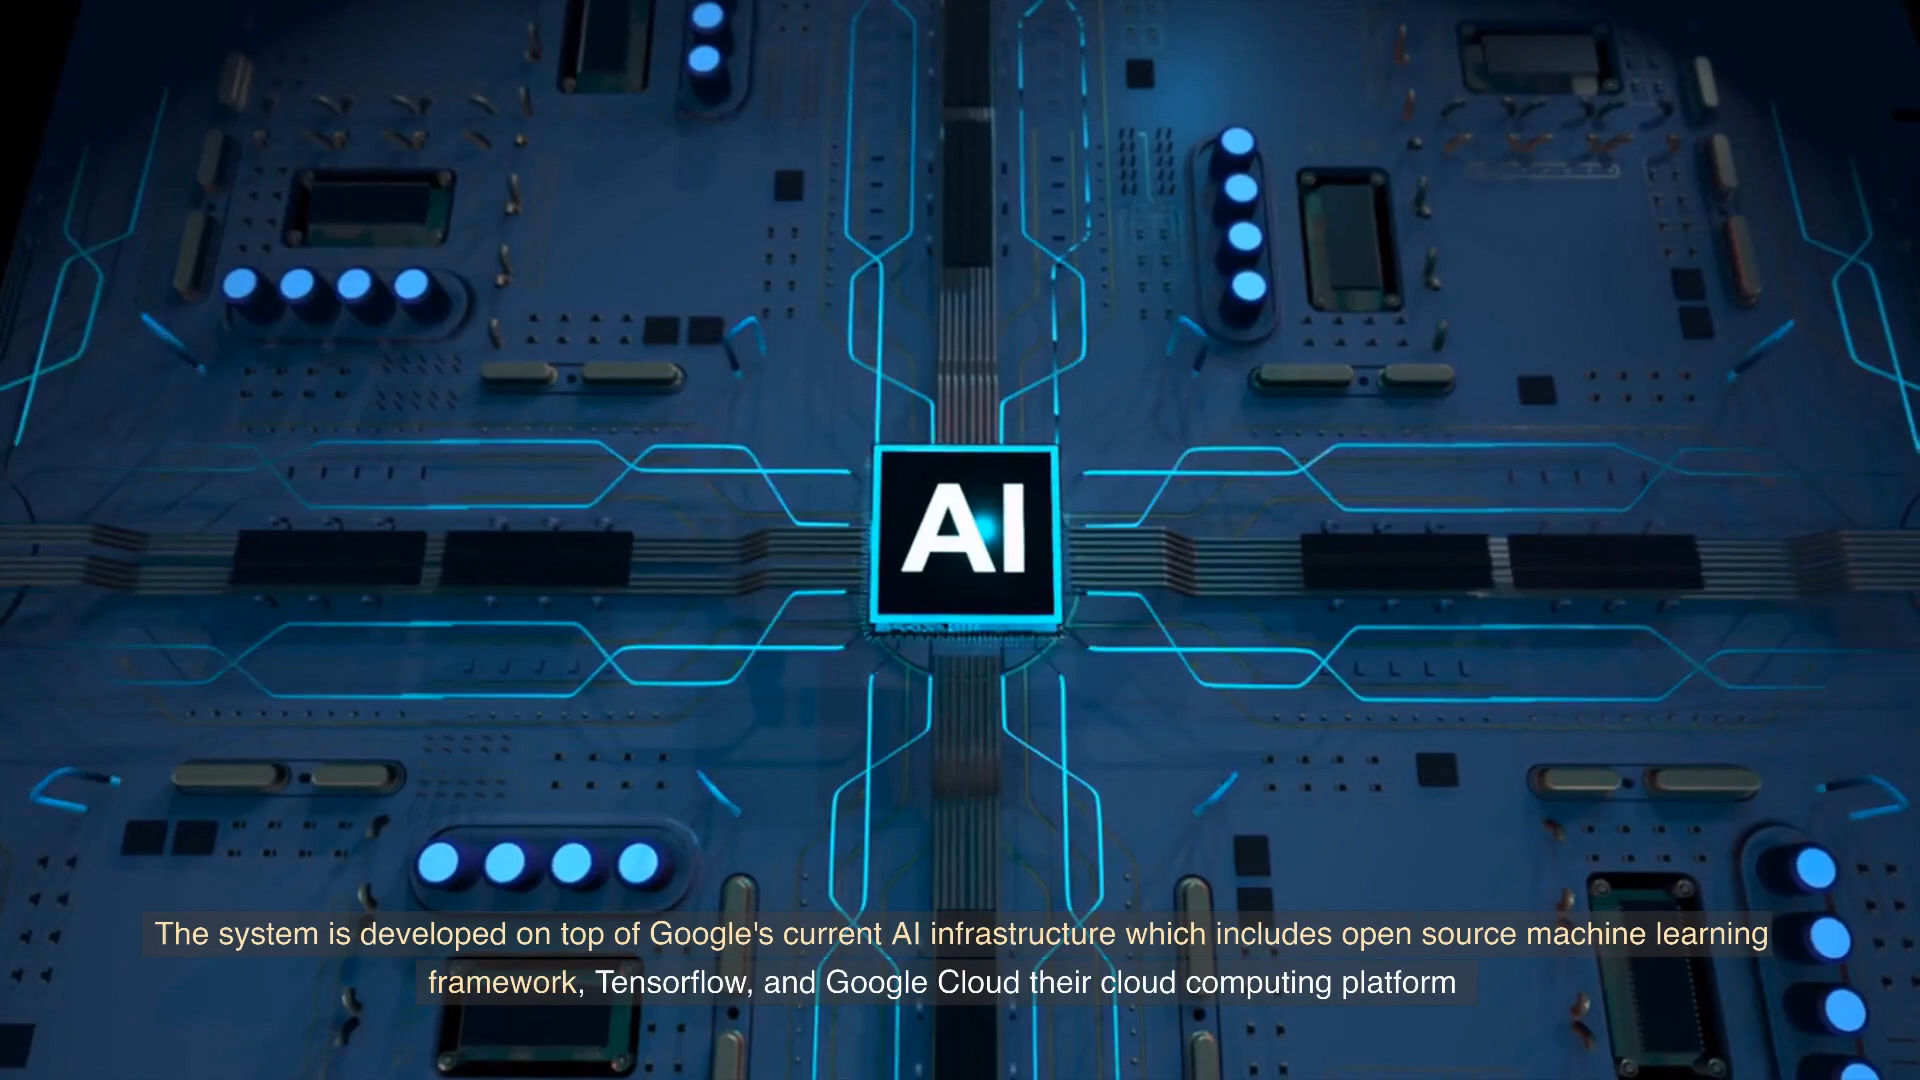 AI
The system is developed on top of Google's current AI infrastructure which includes open source machine learning
framework, Tensorflow, and Google Cloud their cloud computing platform